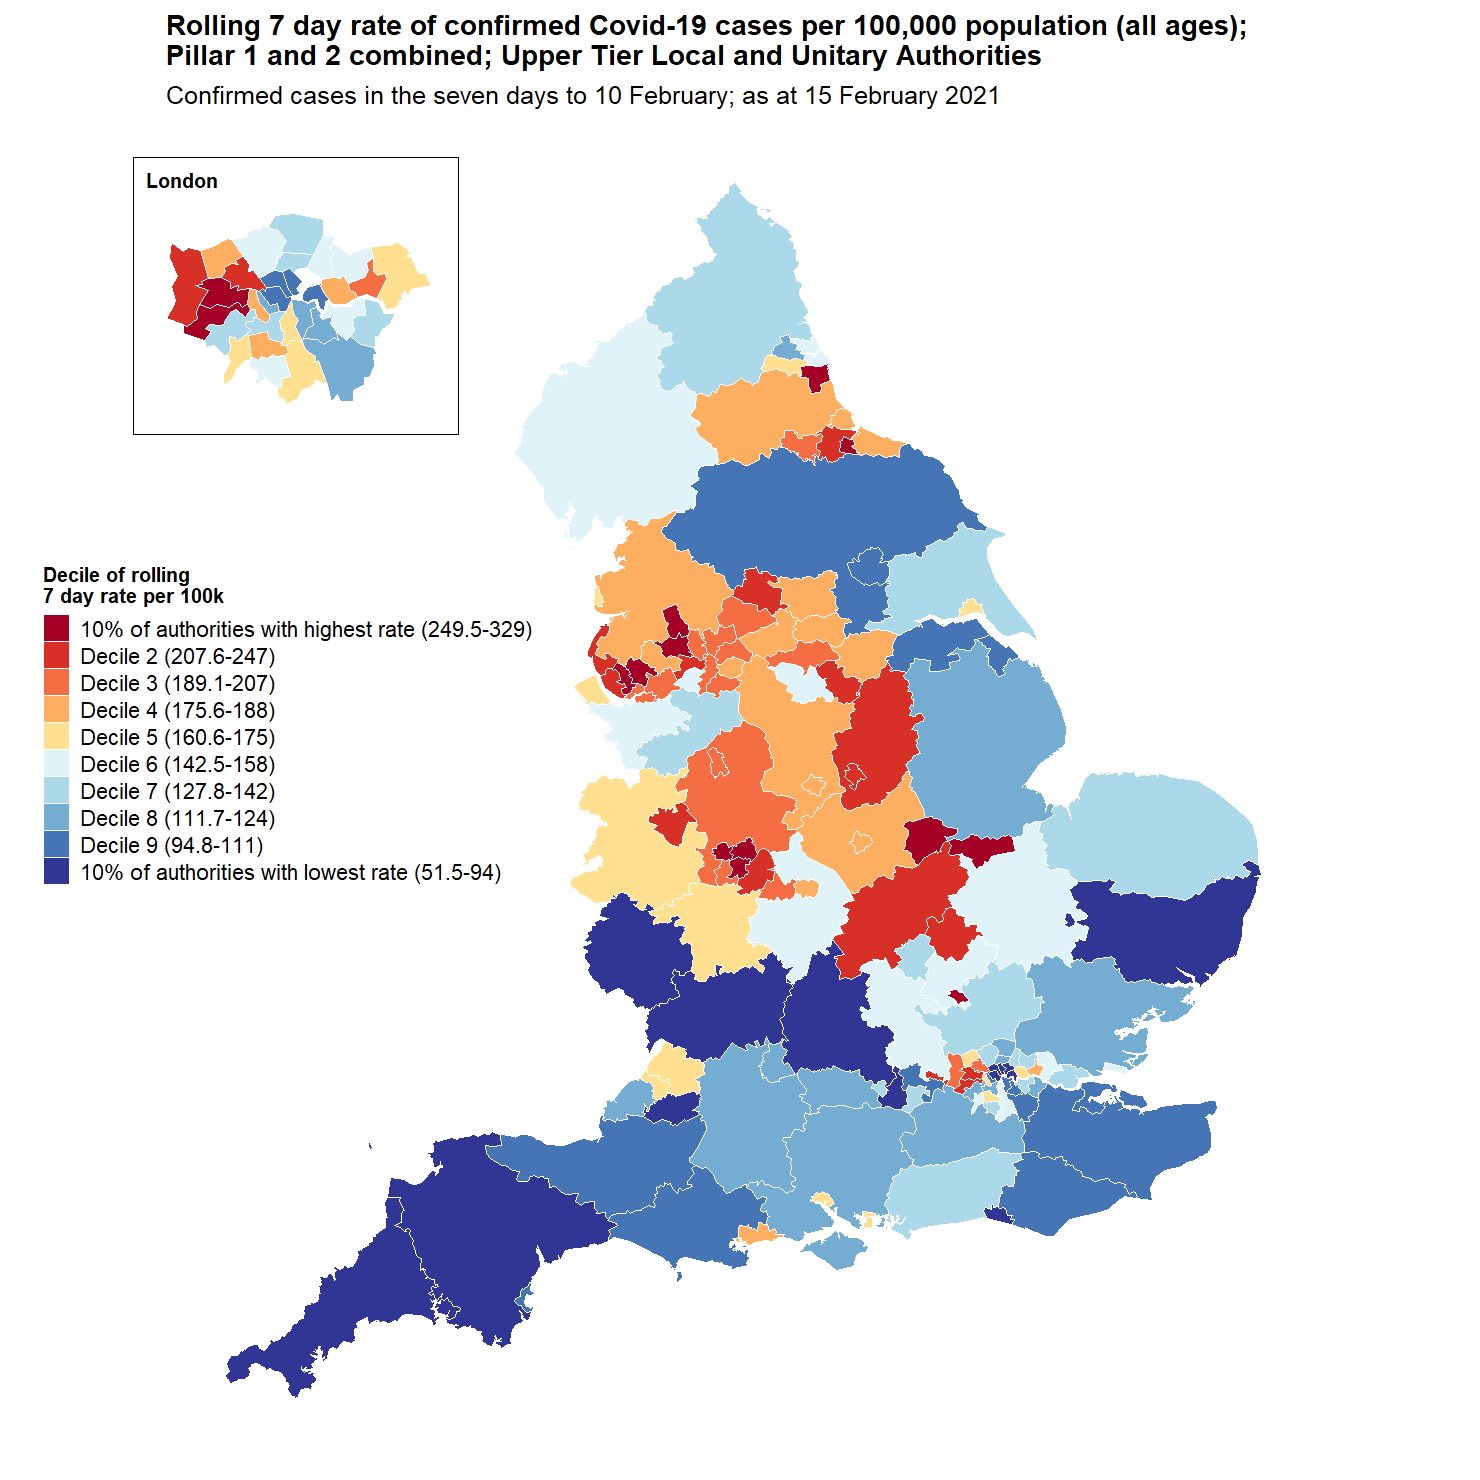 Rolling 7 day rate of confirmed Covid-19 cases per 100,000 population (all ages);
Pillar 1 and 2 combined; Upper Tier Local and Unitary Authorities
Confirmed cases in the seven days to 10 February; as at 15 February 2021
London
Decile of rolling
7 day rate per 100k
10% of authorities with highest rate (249.5-329)
Decile 2 (207.6-247)
Decile 3 (189.1-207)
Decile 4 (175.6-188)
Decile 5 (160.6-175)
Decile 6 (142.5-158)
Decile 7 (127.8-142)
Decile 8 (111.7-124)
Decile 9 (94.8-111)
10% of authorities with lowest rate (51.5-94)